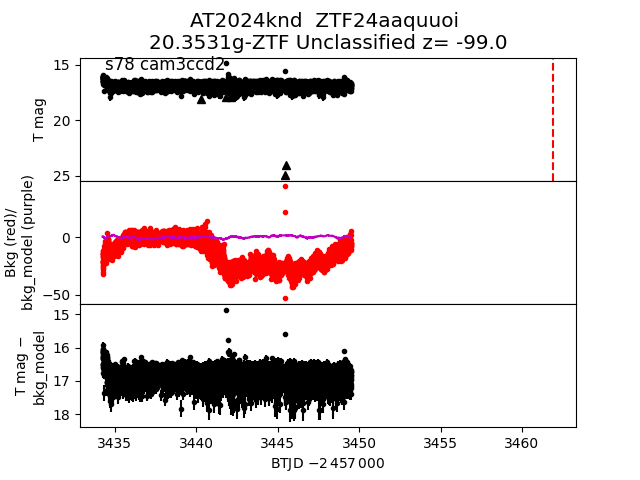 AT2024knd  ZTF24aaquuoi
20.3531g-ZTF Unclassified z= -99.0
s78 cam3ccd2
T mag
15
20
25
Bkg (red)/
bkg_model (purple)
0
−50
T mag −
bkg_model
15
16
17
18
3435 3440 3445 3450 3455 3460
BTJD −2 457 000